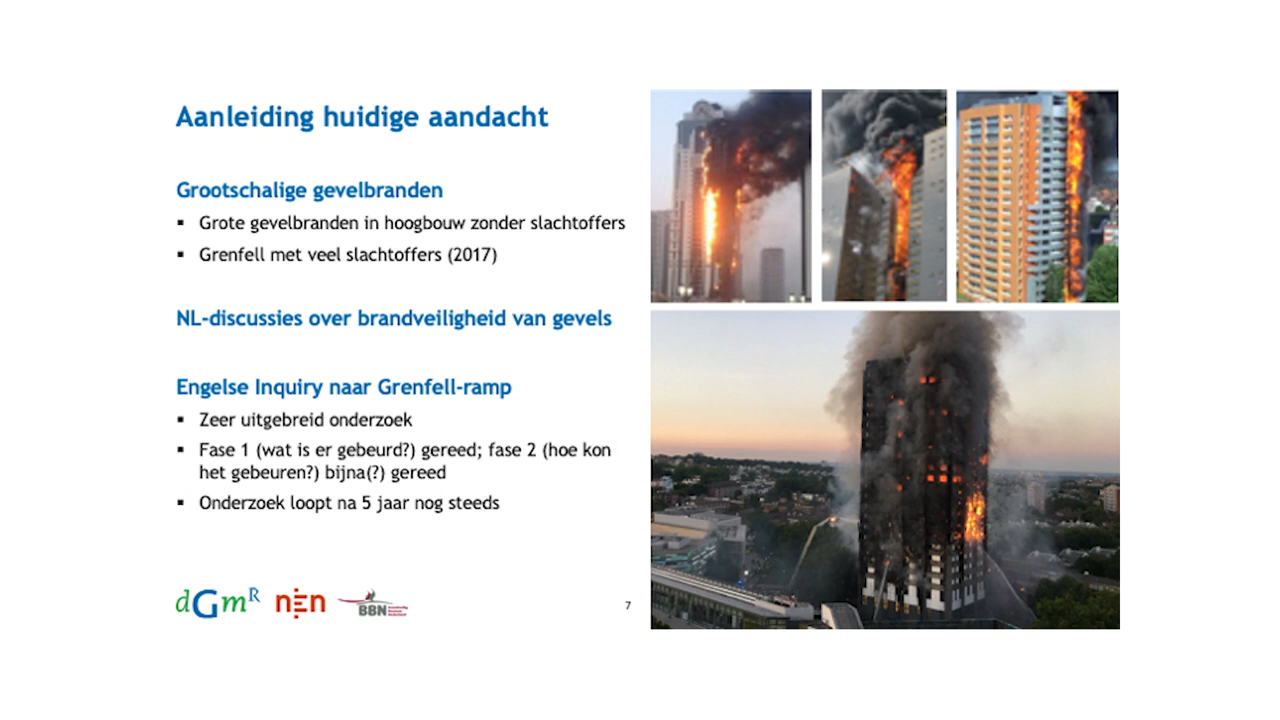 Aanleiding huidige aandacht
Grootschalige gevelbranden
▪ Grote gevelbranden in hoogbouw zonder slachtoffers
▪ Grenfell met veel slachtoffers (2017)
NL-discussies over brandveiligheid van gevels
Engelse Inquiry naar Grenfell-ramp
▪ Zeer uitgebreid onderzoek
▪ Fase 1 (wat is er gebeurd?) gereed; fase 2 (hoe kon
het gebeuren?) bijna(?) gereed
▪ Onderzoek loopt na 5 jaar nog steeds
dGmR nen BBN
7